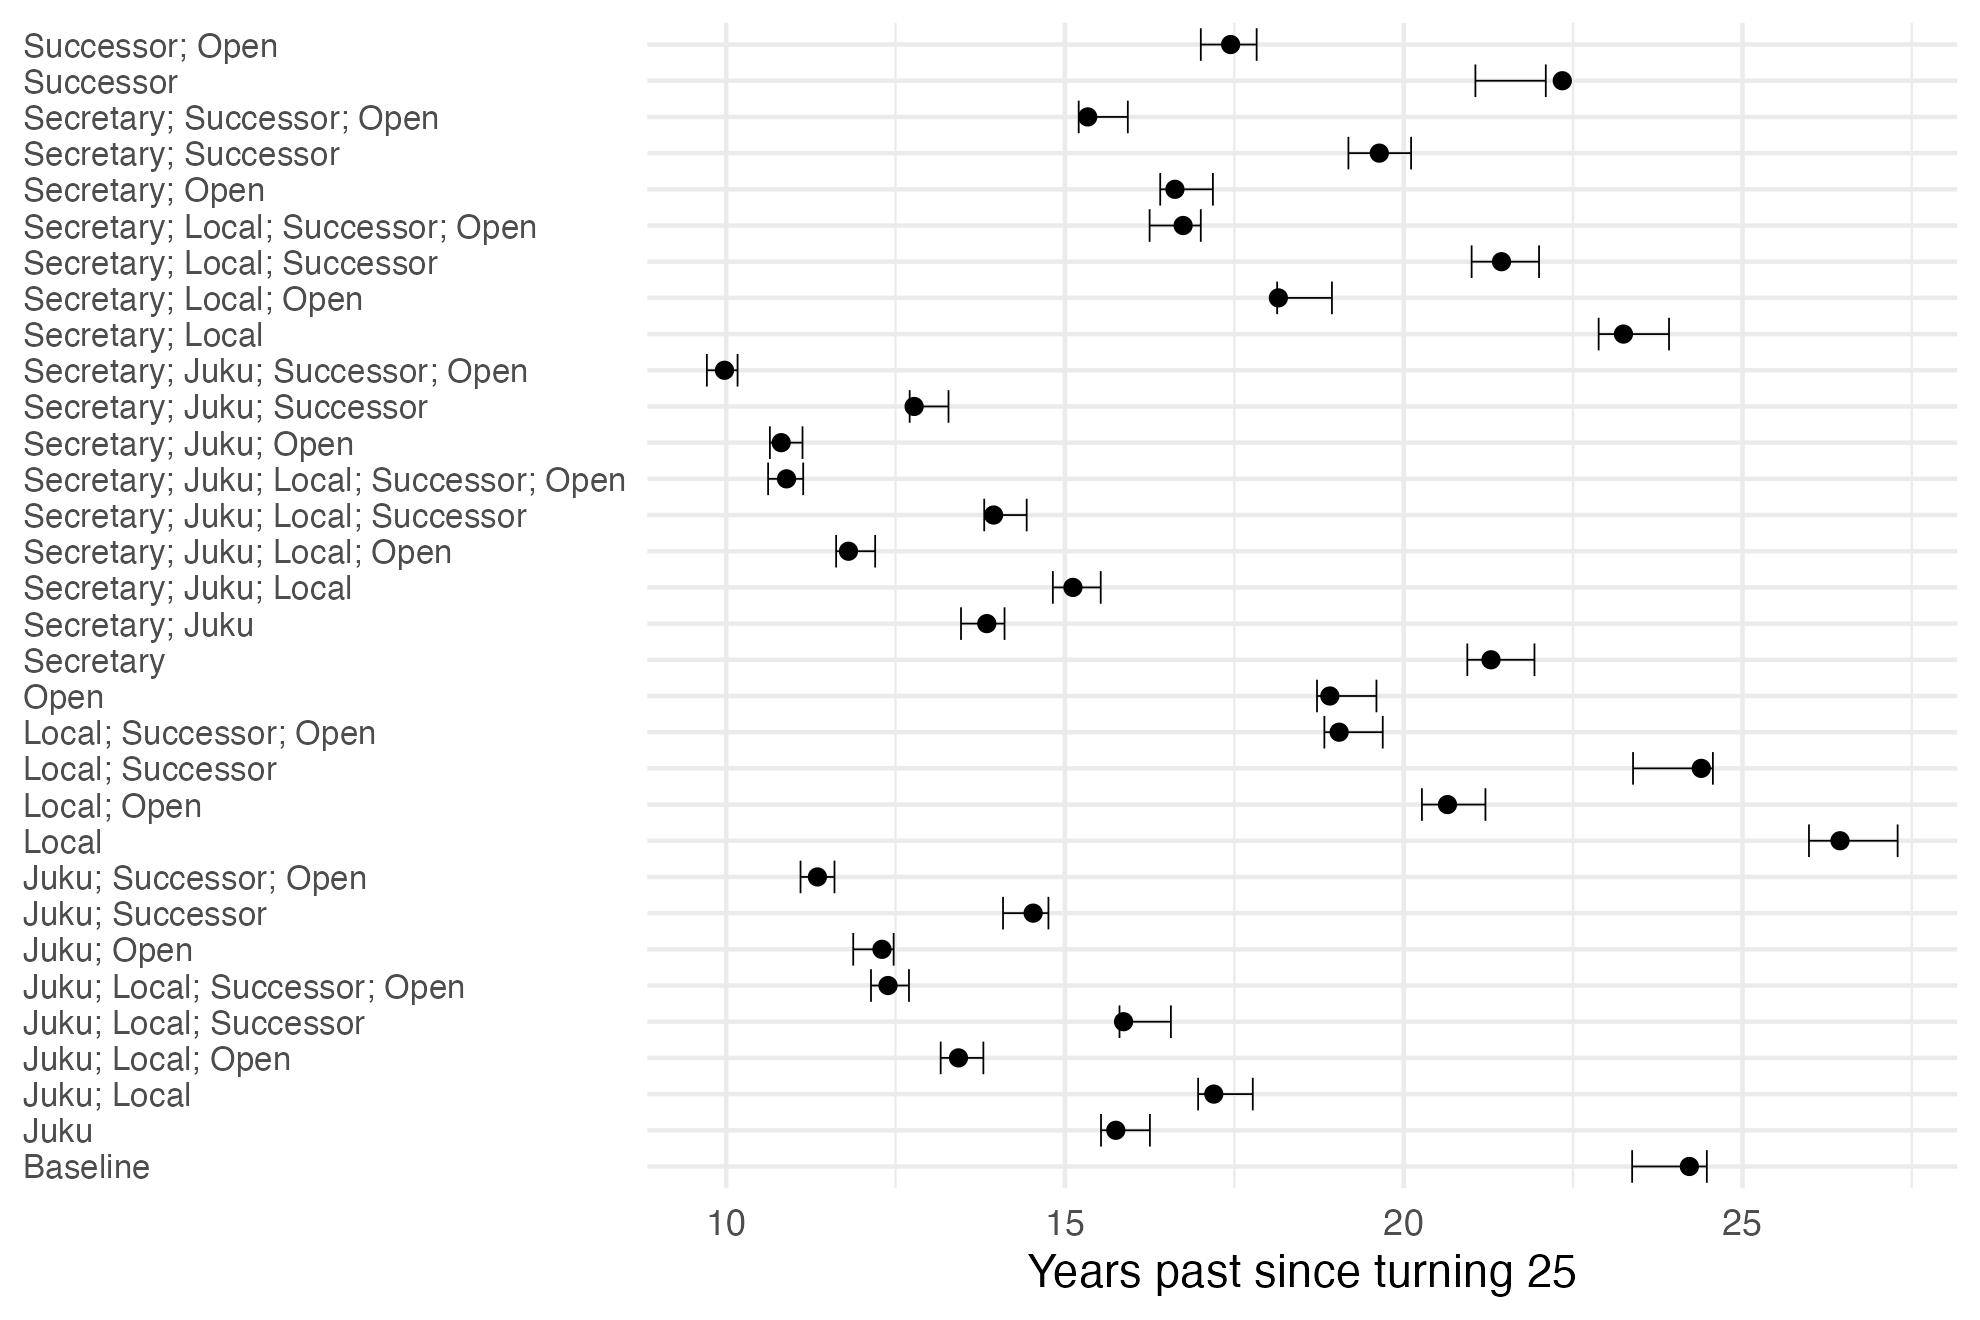 Successor; Open
Successor
Secretary; Successor; Open
Secretary; Successor
Secretary; Open
Secretary; Local; Successor; Open
Secretary; Local; Successor
Secretary; Local; Open
Secretary; Local
Secretary; Juku; Successor; Open
Secretary; Juku; Successor
Secretary; Juku; Open
Secretary; Juku; Local; Successor; Open
Secretary; Juku; Local; Successor
Secretary; Juku; Local; Open
Secretary; Juku; Local
Secretary; Juku
Secretary
Open
Local; Successor; Open
Local; Successor
Local; Open
Local
Juku; Successor; Open
Juku; Successor
Juku; Open
Juku; Local; Successor; Open
Juku; Local; Successor
Juku; Local; Open
Juku; Local
Juku
Baseline
10 15 20 25
Years past since turning 25